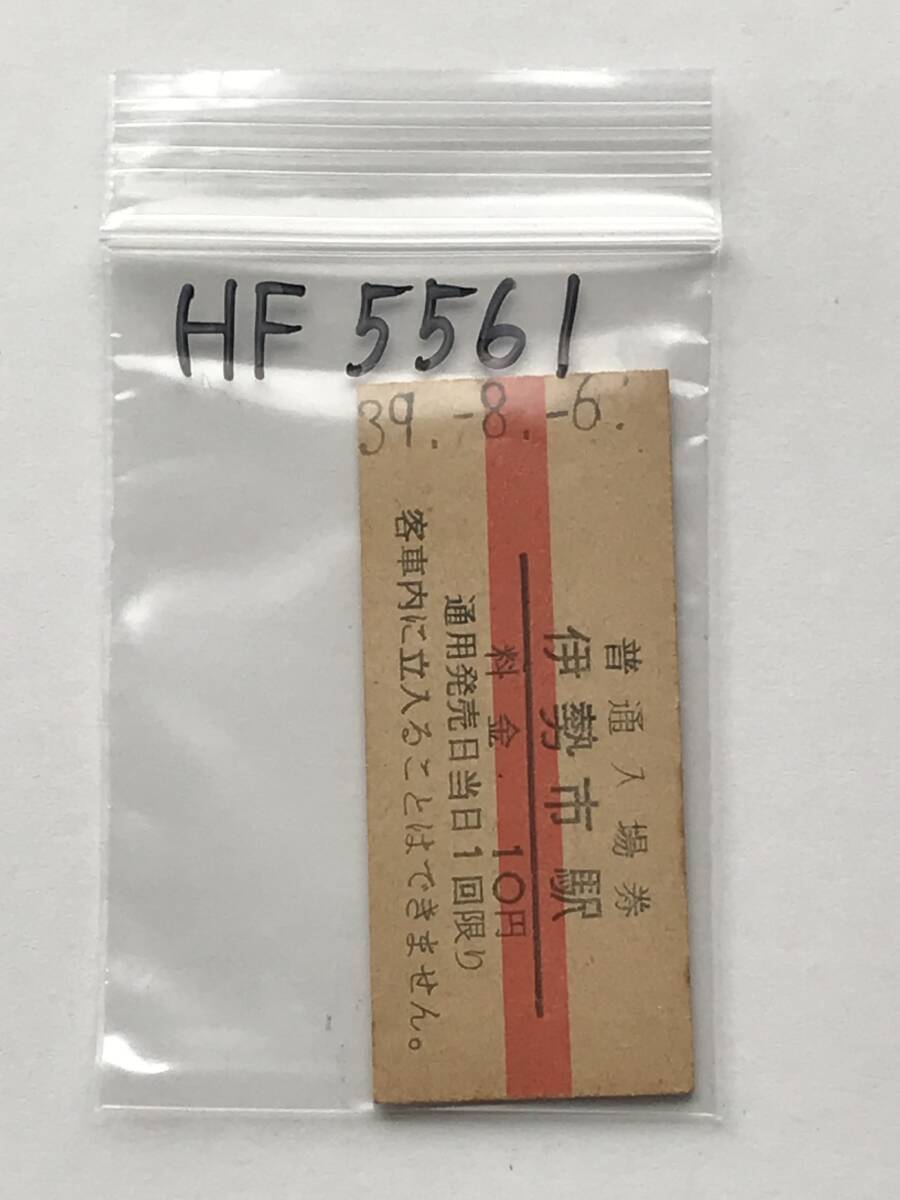 HF 5561
39.-8.-6.
普通入場券
伊勢市駅
料金 10円
通用発売日当日1回限り
客車内に立入ることはできません。